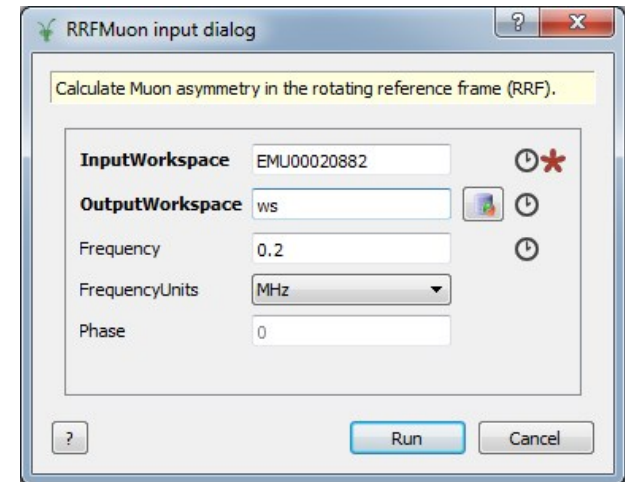 RRFMuon input dialog
?
X
Calculate Muon asymmetry in the rotating reference frame (RRF).
InputWorkspace EMU00020882
OutputWorkspace ws
Frequency 0.2
FrequencyUnits MHz
Phase 0
? Run Cancel